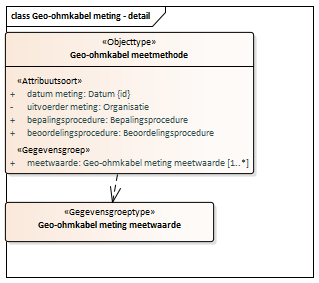 class Geo-ohmkabel meting - detail
«Objecttype»
Geo-ohmkabel meetmethode
«Attribuutsoort»
+ datum meting: Datum {id}
- uitvoerder meting: Organisatie
+ bepalingsprocedure: Bepalingsprocedure
+ beoordelingsprocedure: Beoordelingsprocedure
«Gegevensgroep»
+ meetwaarde: Geo-ohmkabel meting meetwaarde [1..*]
«Gegevensgroeptype»
Geo-ohmkabel meting meetwaarde